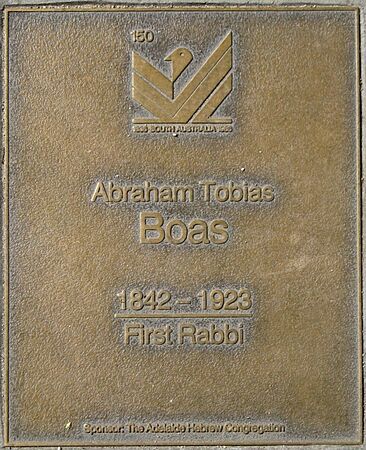 150
1836 SOUTH AUSTRALIA 1986
Abraham Tobias
Boas
1842 – 1923
First Rabbi
Sponsor: The Adelaide Hebrew Congregation